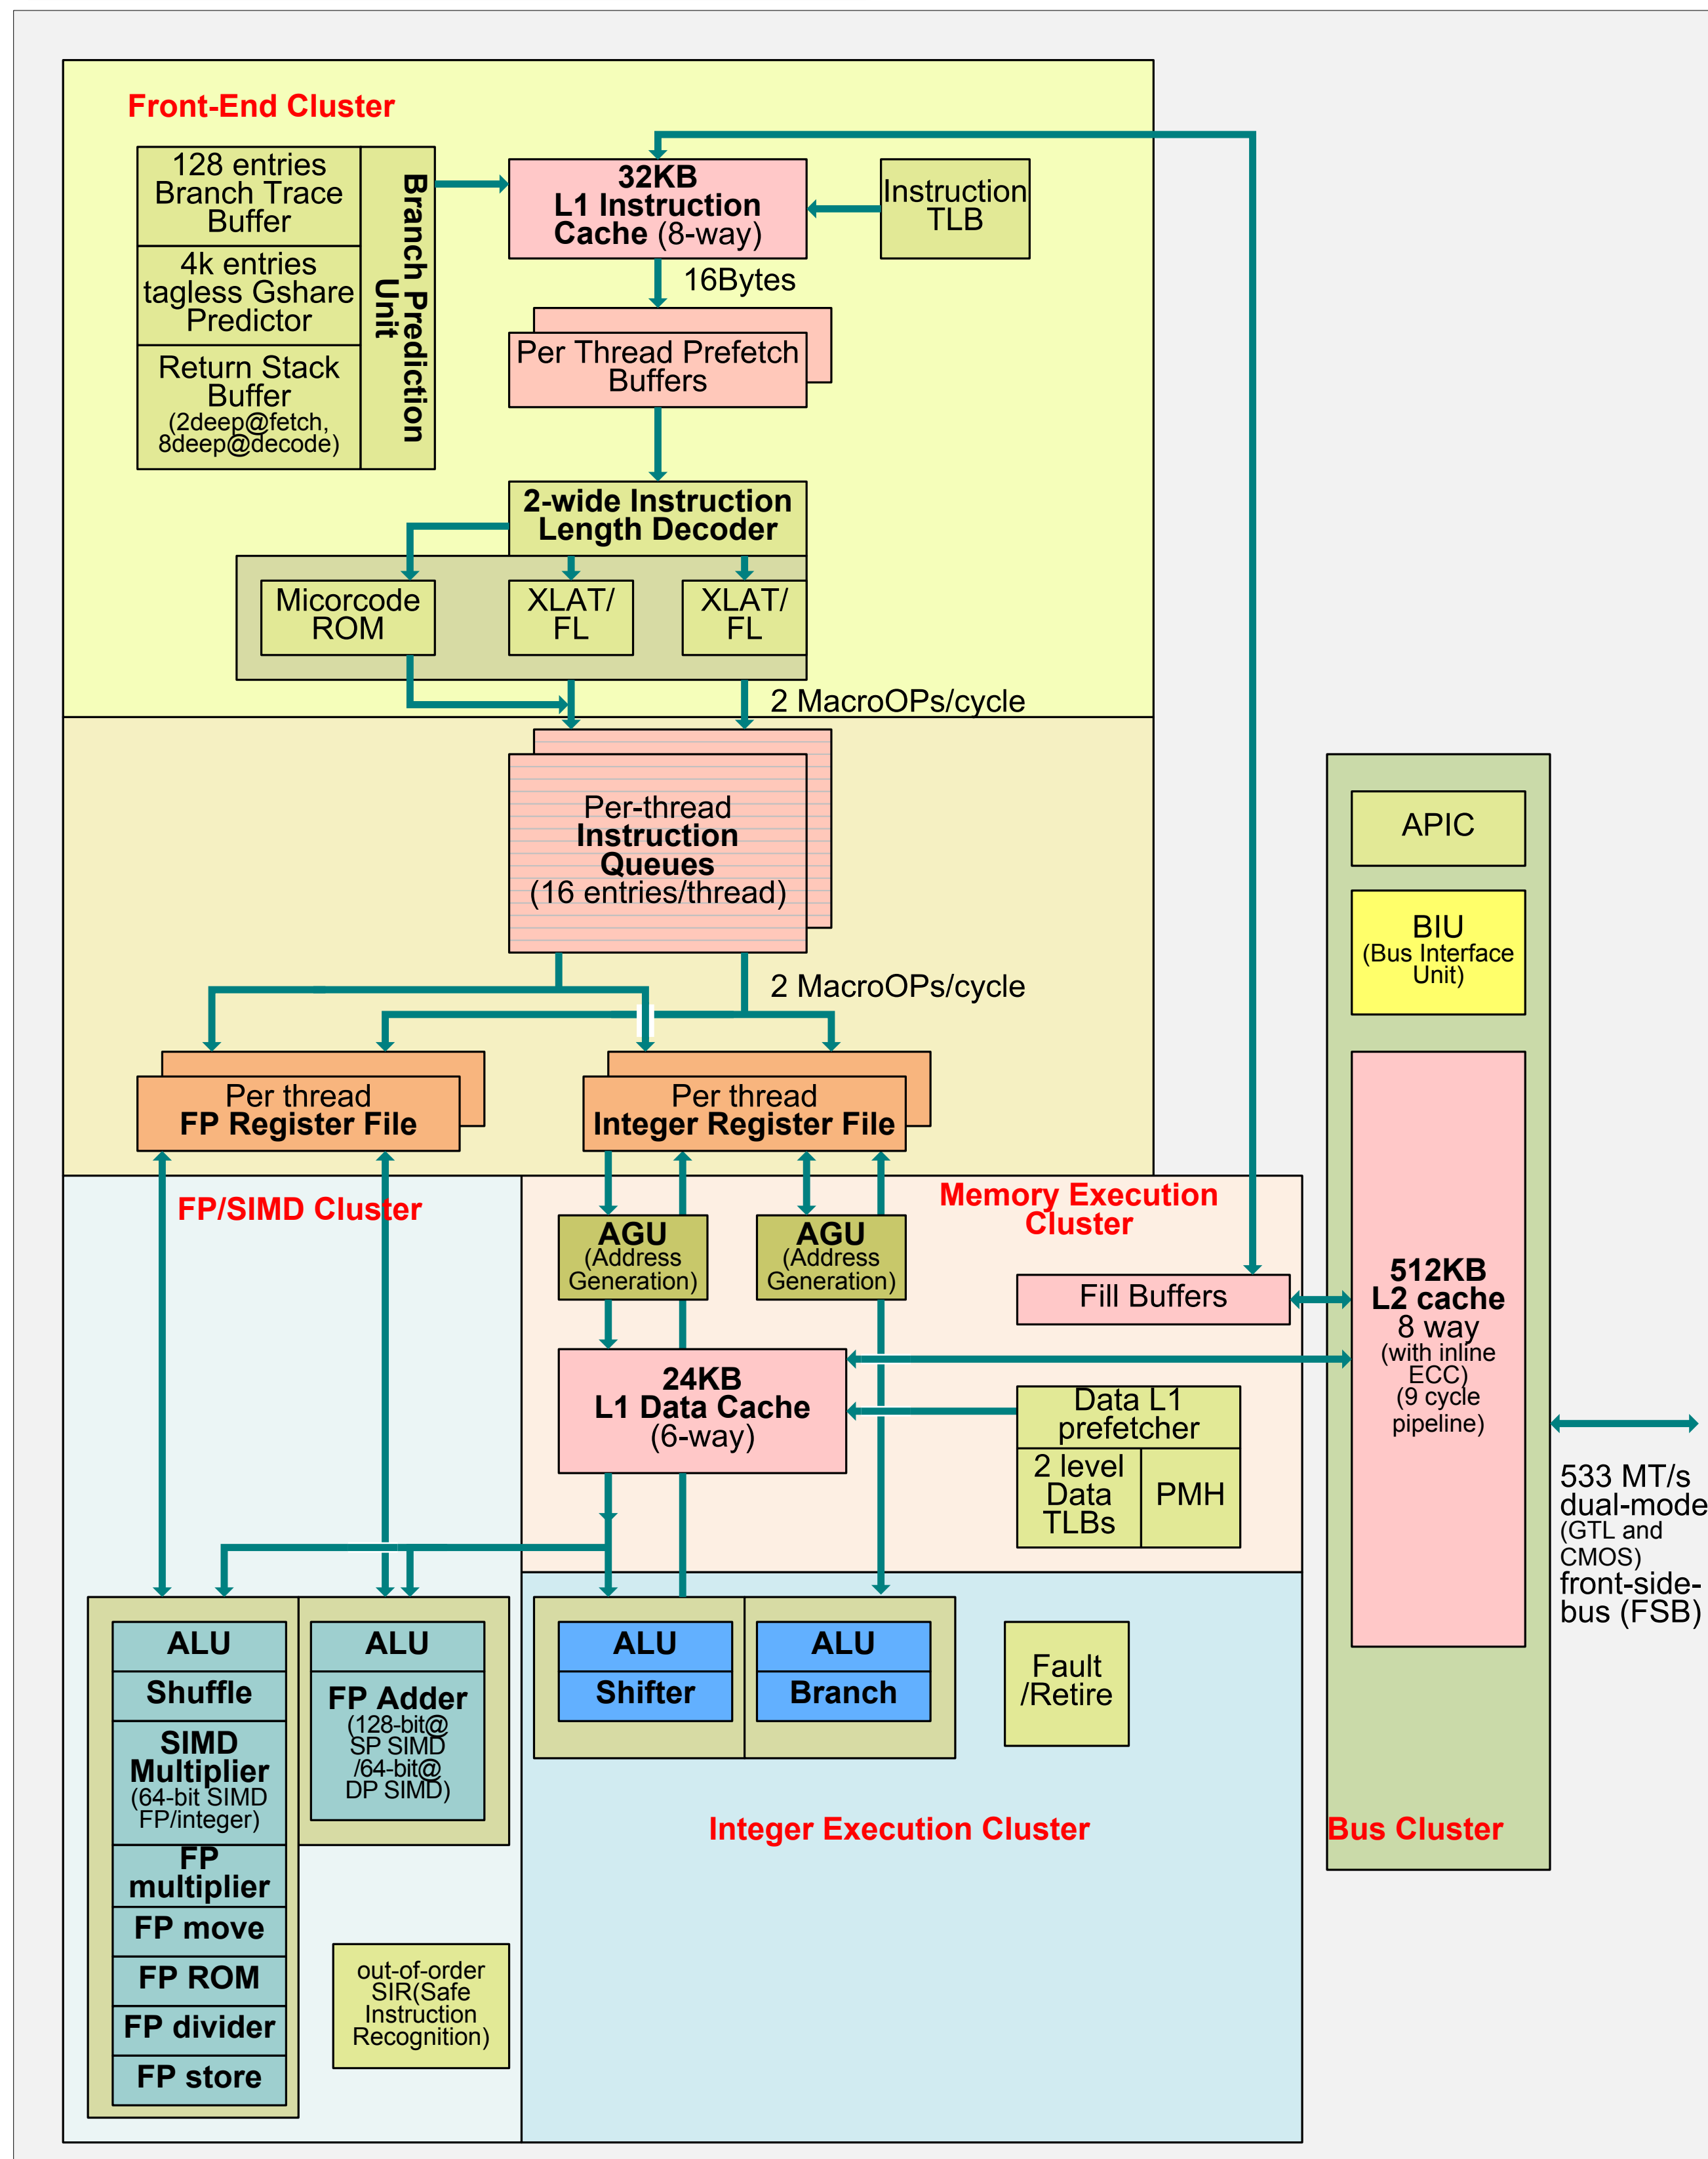 Front-End Cluster
128 entries
Branch Trace
Buffer
4k entries
tagless Gshare
Predictor
Return Stack
Buffer
(2deep@fetch,
8deep@decode)
Branch Prediction
Unit
32KB
L1 Instruction
Cache (8-way)
Instruction
TLB
16Bytes
Per Thread Prefetch
Buffers
2-wide Instruction
Length Decoder
Micorcode
ROM
XLAT/
FL
XLAT/
FL
2 MacroOPs/cycle
Per-thread
Instruction
Queues
(16 entries/thread)
2 MacroOPs/cycle
Per thread
FP Register File
Per thread
Integer Register File
FP/SIMD Cluster
Memory Execution
Cluster
AGU
(Address
Generation)
AGU
(Address
Generation)
Fill Buffers
24KB
L1 Data Cache
(6-way)
Data L1
prefetcher
2 level
Data
TLBs
PMH
ALU
Shuffle
SIMD
Multiplier
(64-bit SIMD
FP/integer)
FP
multiplier
FP move
FP ROM
FP divider
FP store
ALU
FP Adder
(128-bit@
SP SIMD
/64-bit@
DP SIMD)
out-of-order
SIR(Safe
Instruction
Recognition)
ALU
Shifter
ALU
Branch
Fault
/Retire
Integer Execution Cluster
APIC
BIU
(Bus Interface
Unit)
512KB
L2 cache
8 way
(with inline
ECC)
(9 cycle
pipeline)
Bus Cluster
533 MT/s
dual-mode
(GTL and
CMOS)
front-side-
bus (FSB)